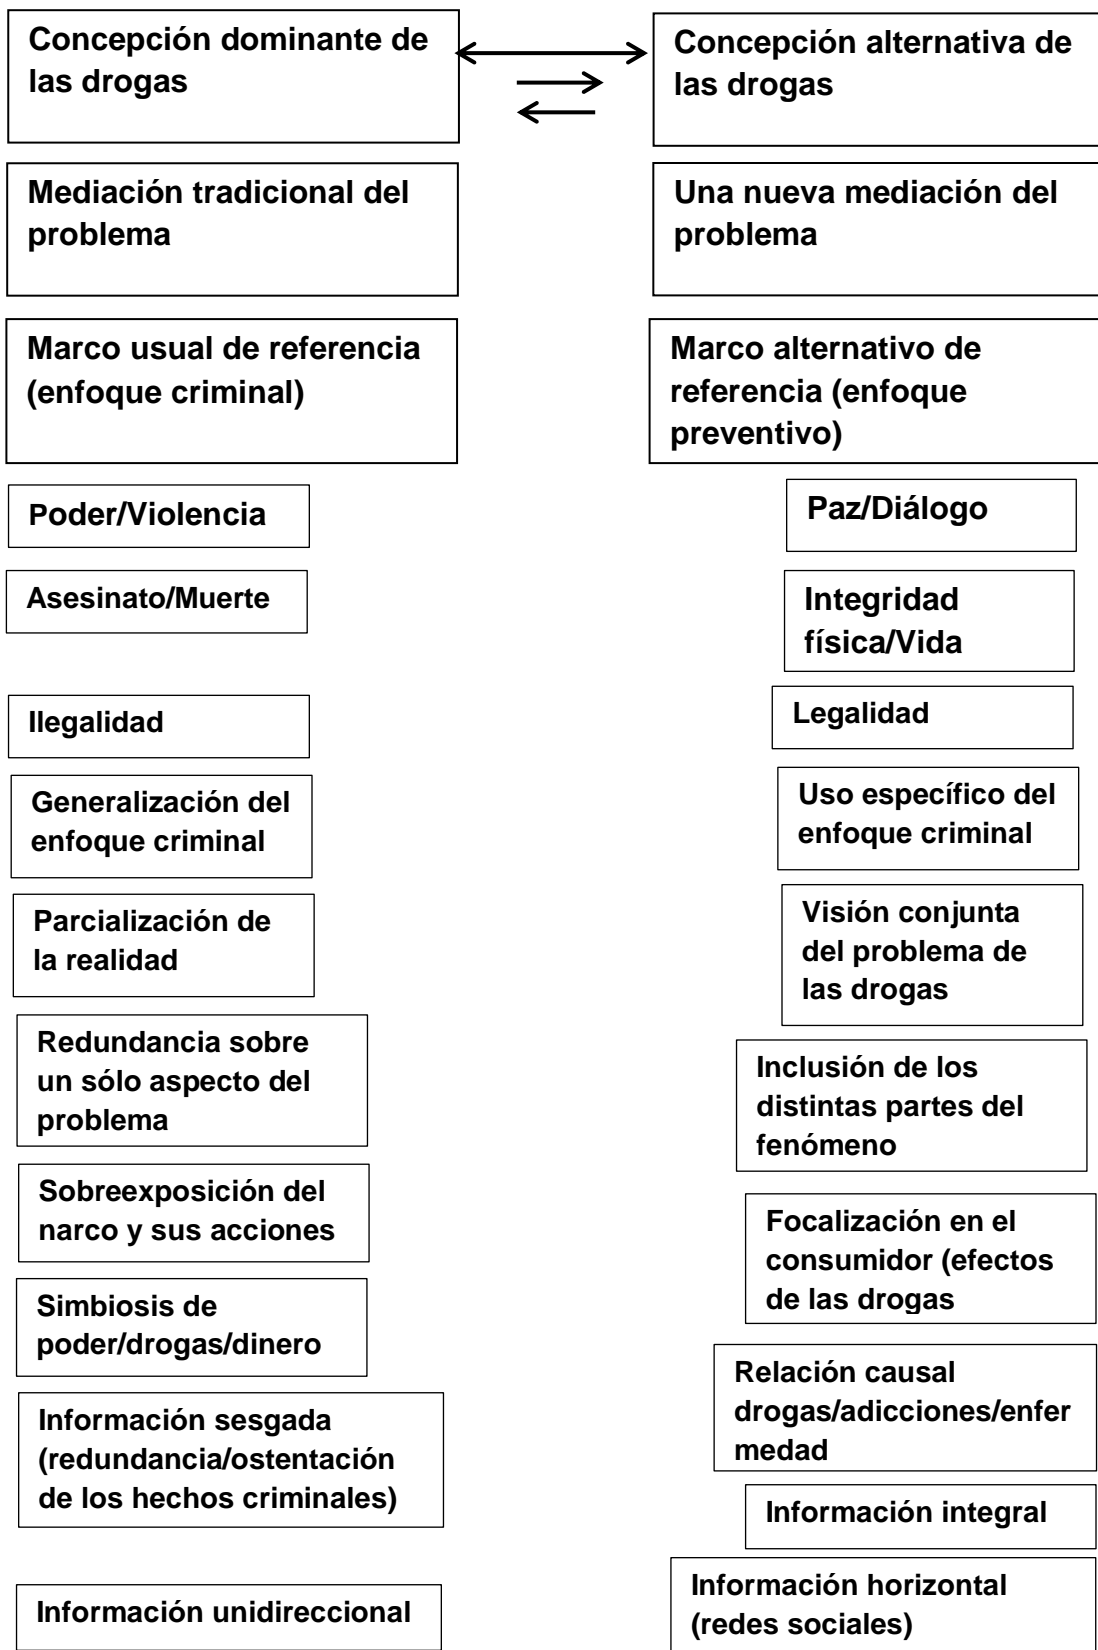 Concepción dominante de
las drogas
Concepción alternativa de
las drogas
Mediación tradicional del
problema
Una nueva mediación del
problema
Marco usual de referencia
(enfoque criminal)
Marco alternativo de
referencia (enfoque
preventivo)
Poder/Violencia
Paz/Diálogo
Asesinato/Muerte
Integridad
física/Vida
Ilegalidad
Legalidad
Generalización del
enfoque criminal
Uso específico del
enfoque criminal
Parcialización de
la realidad
Visión conjunta
del problema de
las drogas
Redundancia sobre
un sólo aspecto del
problema
Inclusión de los
distintas partes del
fenómeno
Sobreexposición del
narco y sus acciones
Focalización en el
consumidor (efectos
de las drogas
Simbiosis de
poder/drogas/dinero
Relación causal
drogas/adicciones/enfer
medad
Información sesgada
(redundancia/ostentación
de los hechos criminales)
Información integral
Información unidireccional
Información horizontal
(redes sociales)